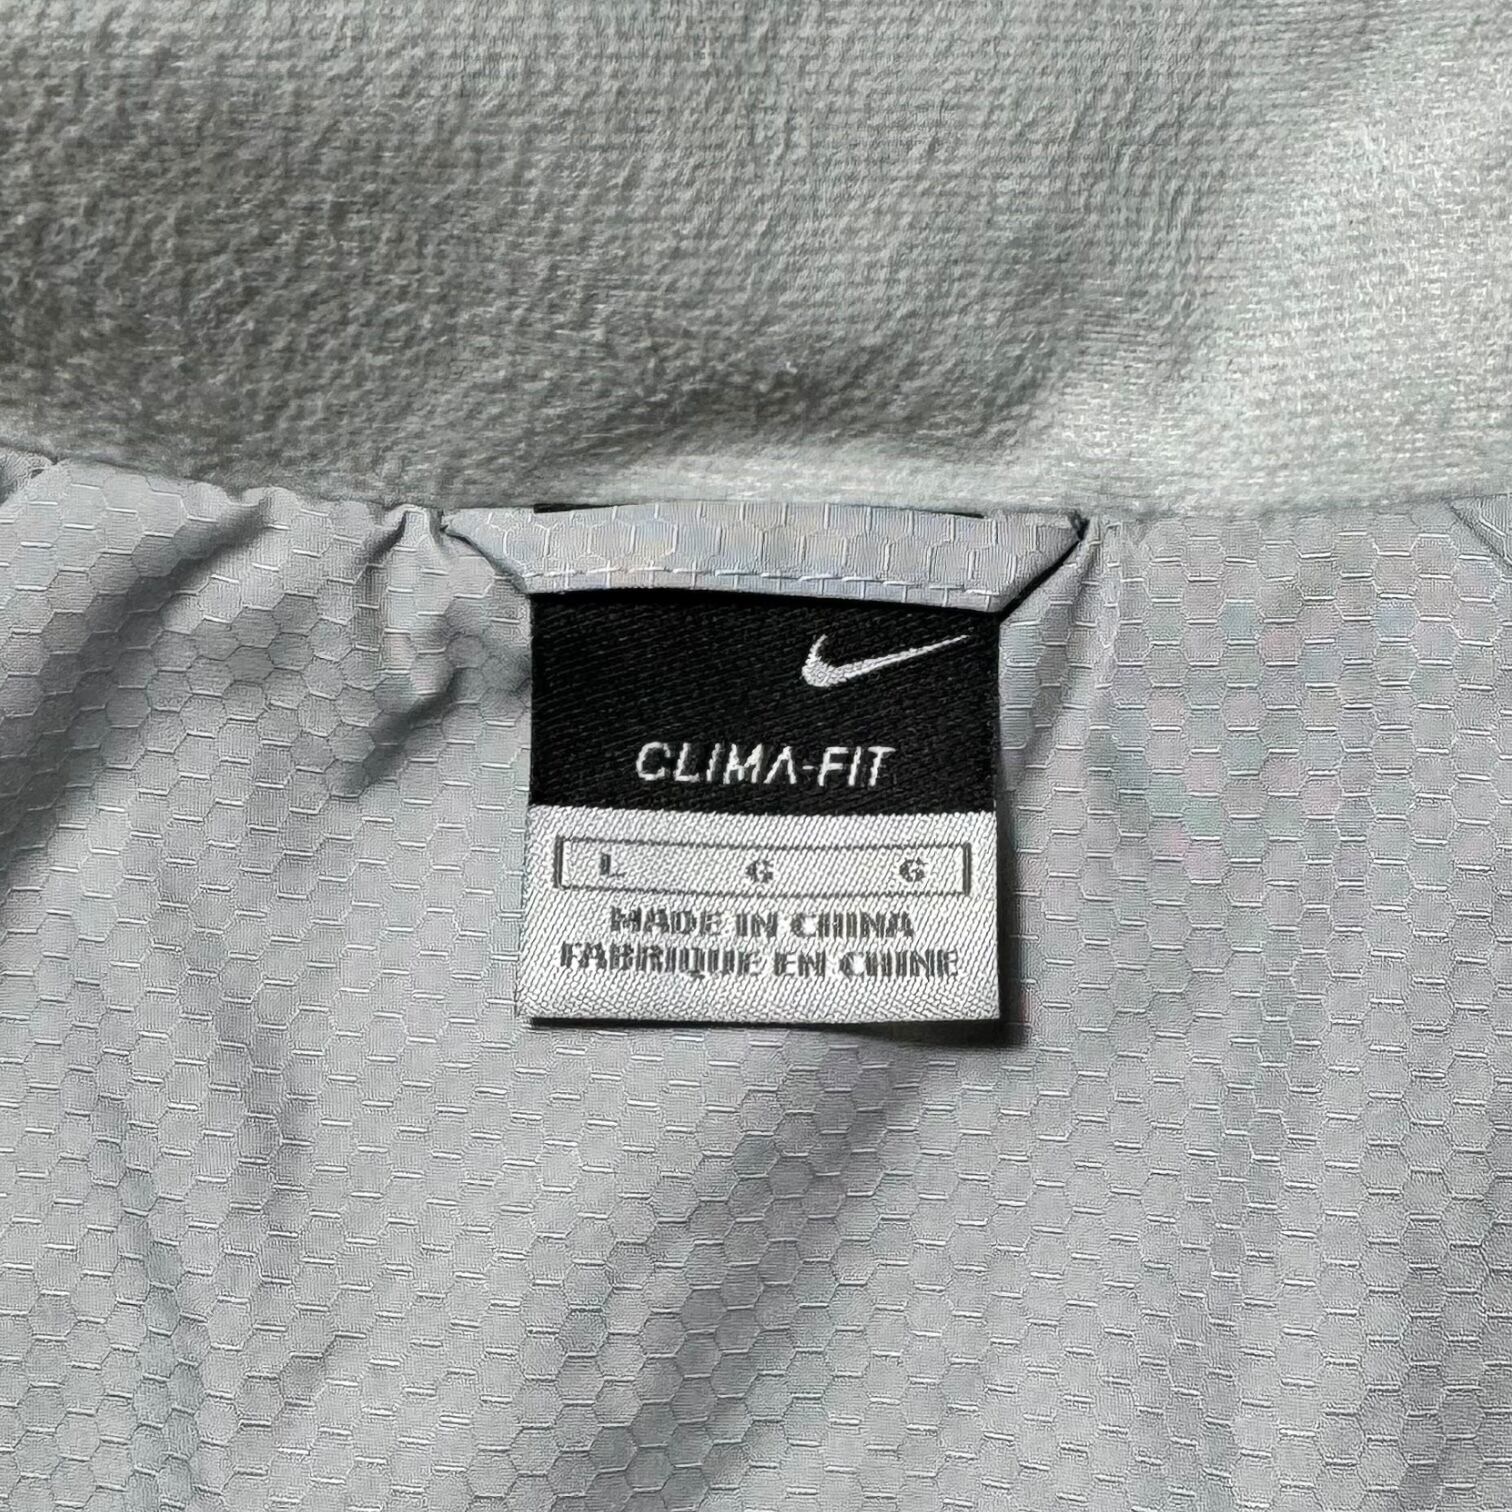 CLIMA-FIT
L G G
MADE IN CHINA
FABRIQUE EN CHINE